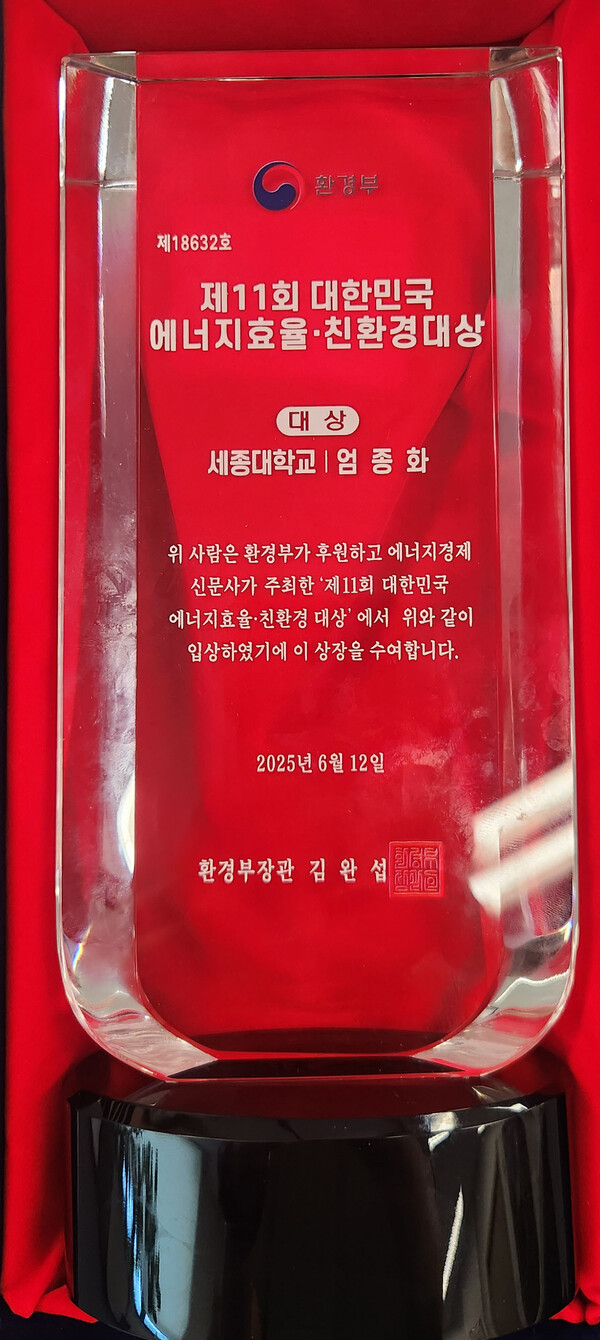 환경부
제18632호
제11회 대한민국
에너지효율·친환경대상
대 상
세종대학교 | 엄 종 화
위 사람은 환경부가 후원하고 에너지경제
신문사가 주최한 '제11회 대한민국
에너지효율·친환경 대상' 에서 위와 같이
입상하였기에 이 상장을 수여합니다.
2025년 6월 12일
환경부장관 김 완 섭